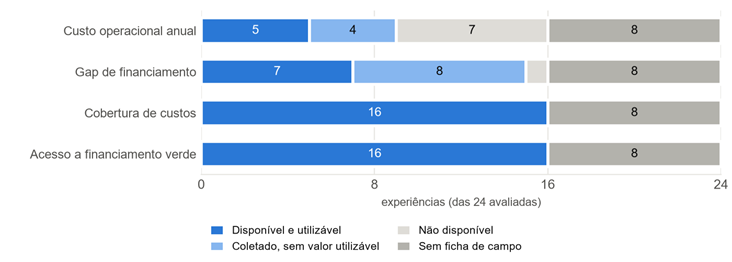 Custo operacional anual 5 4 7 8
Gap de financiamento 7 8 8
Cobertura de custos 16 8
Acesso a financiamento verde 16 8
0 8 16 24
experiências (das 24 avaliadas)
Disponível e utilizável Não disponível
Coletado, sem valor utilizável Sem ficha de campo